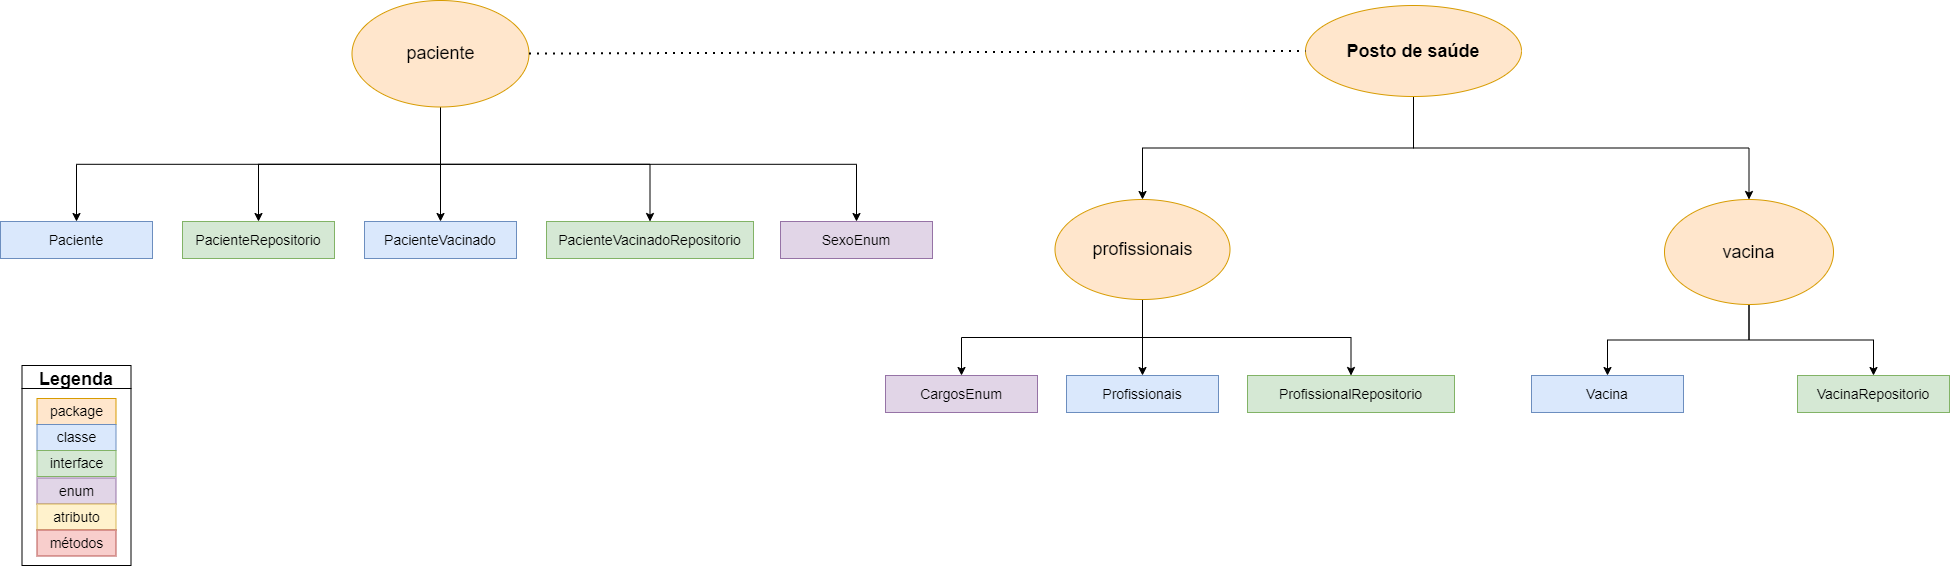 paciente
Posto de saúde
Paciente
PacienteRepositorio
PacienteVacinado
PacienteVacinadoRepositorio
SexoEnum
profissionais
vacina
CargosEnum
Profissionais
ProfissionalRepositorio
Vacina
VacinaRepositorio
Legenda
package
classe
interface
enum
atributo
métodos